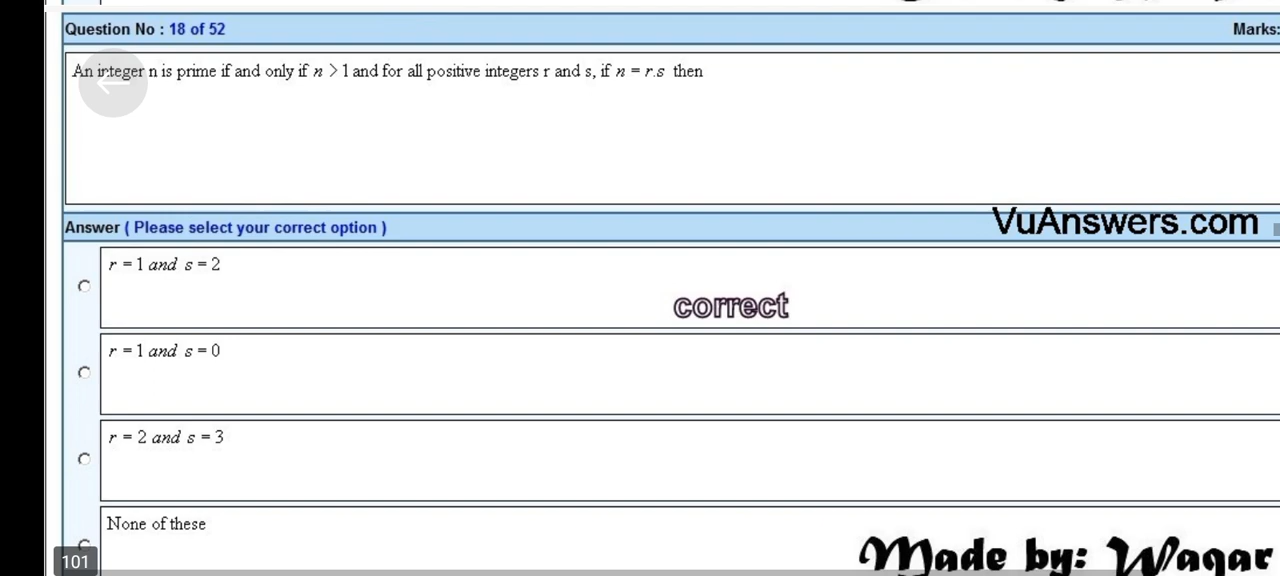 Question No : 18 of 52 Marks:
An integer n is prime if and only if n > 1 and for all positive integers r and s, if n = r.s then
Answer ( Please select your correct option )
VuAnswers.com
r = 1 and s = 2
correct
r = 1 and s = 0
r = 2 and s = 3
None of these
101
Made by: Waqar